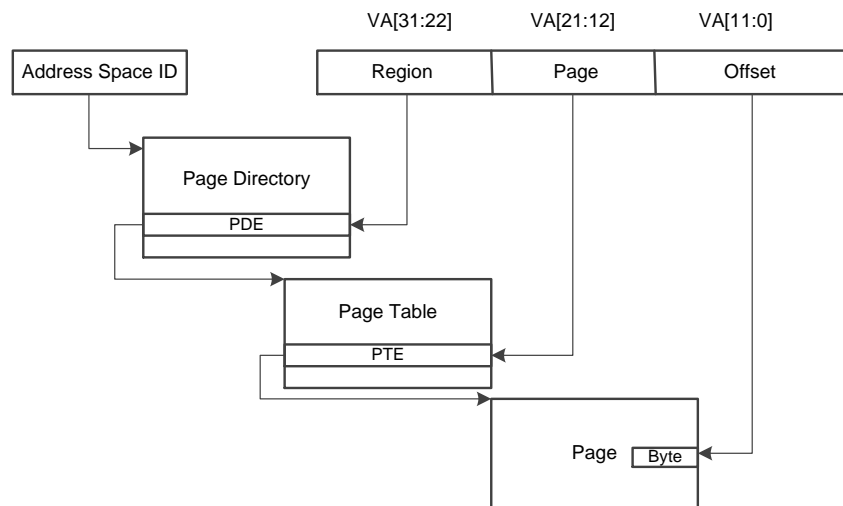 VA[31:22] VA[21:12] VA[11:0]
Address Space ID Region Page Offset
Page Directory
PDE
Page Table
PTE
Page Byte